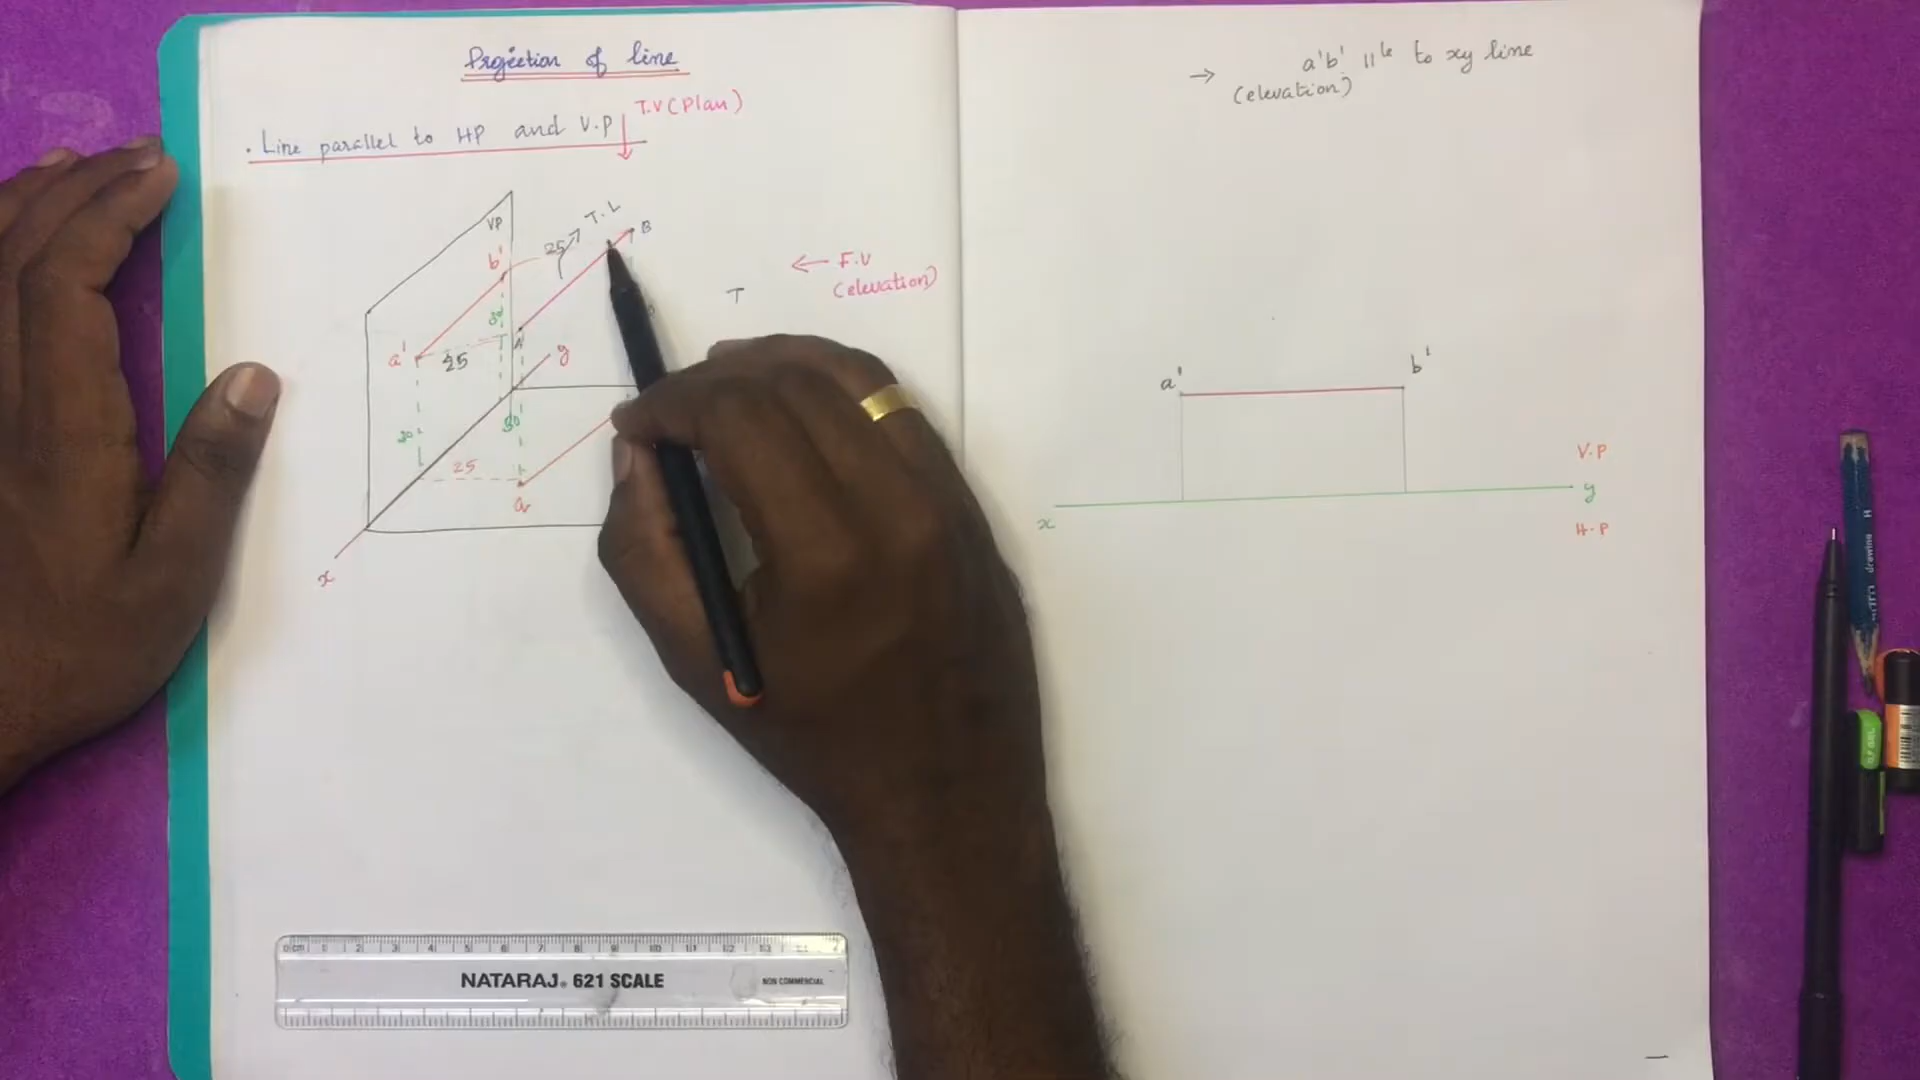 Projection of line
T.V (Plan)
. Line parallel to HP and V.P
VP
T.L
B
b'
25
F.V
(elevation)
T
30
A
a'
25
y
30
30
25
a
x
NATARAJ 621 SCALE
NON COMMERCIAL
→ a'b' ||le to xy line
(elevation)
a' b'
V.P
x y
H.P